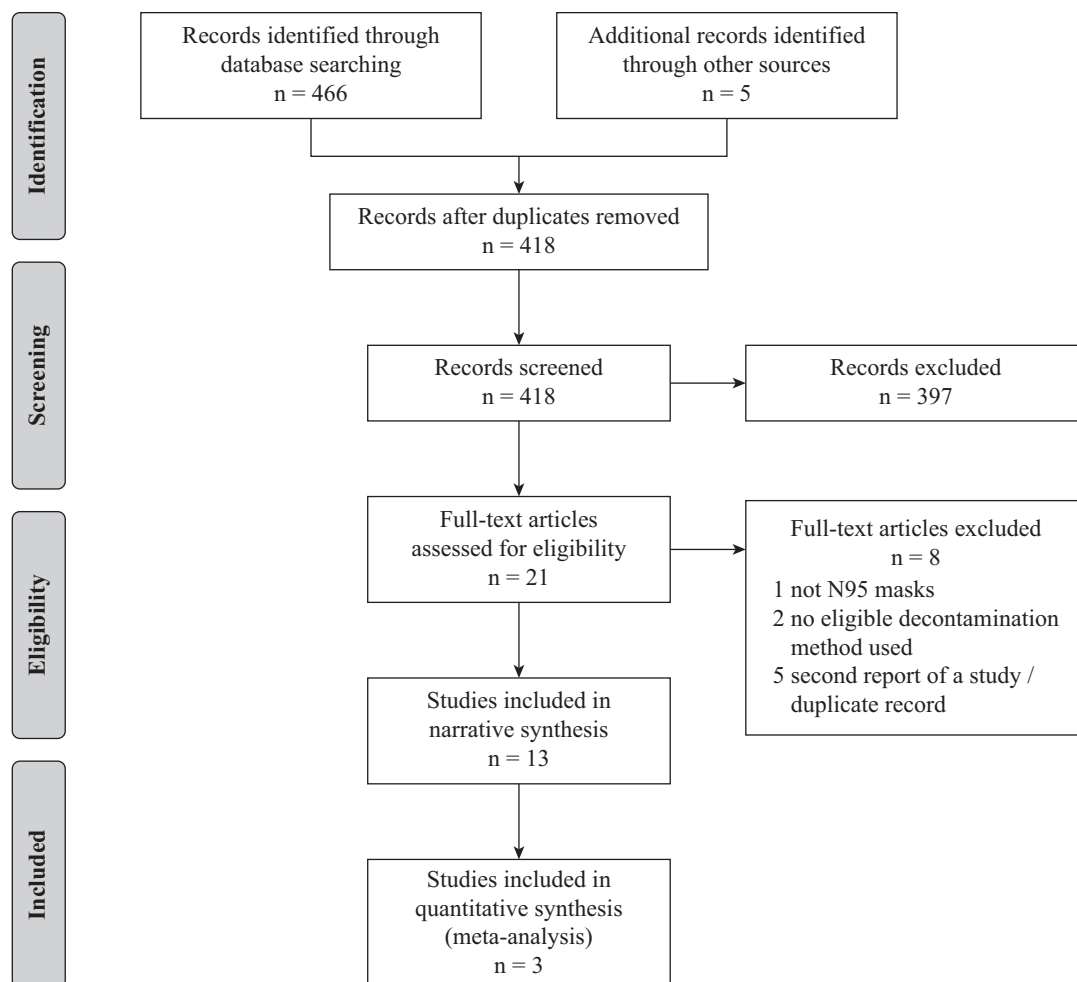 Identification
Records identified through
database searching
n = 466
Additional records identified
through other sources
n = 5
Records after duplicates removed
n = 418
Screening
Records screened
n = 418
Records excluded
n = 397
Eligibility
Full-text articles
assessed for eligibility
n = 21
Full-text articles excluded
n = 8
1 not N95 masks
2 no eligible decontamination
method used
5 second report of a study /
duplicate record
Studies included in
narrative synthesis
n = 13
Included
Studies included in
quantitative synthesis
(meta-analysis)
n = 3